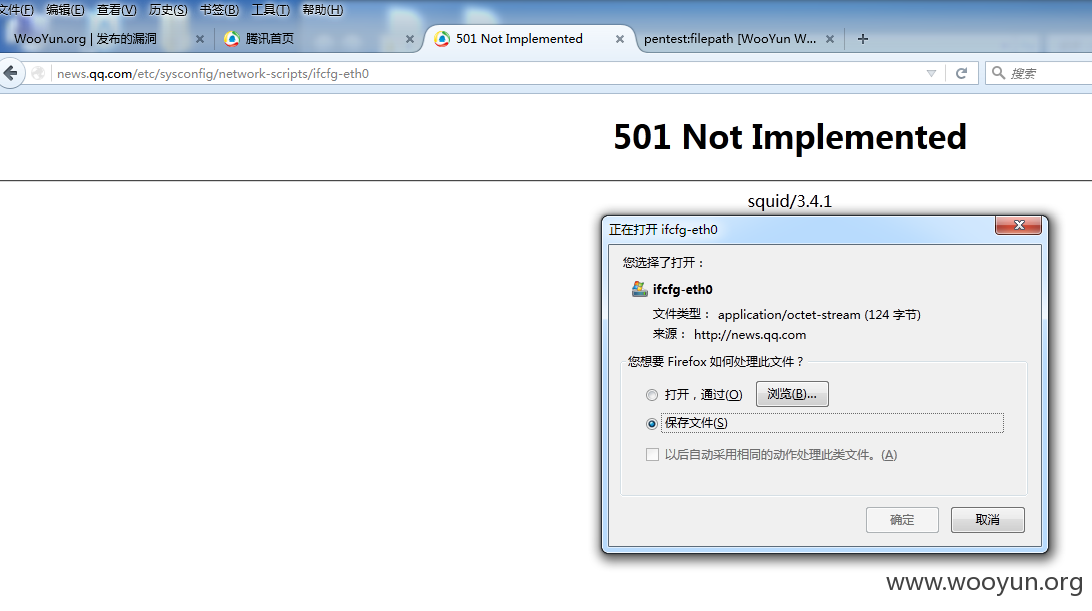 文件(F) 编辑(E) 查看(V) 历史(S) 书签(B) 工具(T) 帮助(H)
WooYun.org | 发布的漏洞 × 腾讯首页 × 501 Not Implemented × pentest:filepath [WooYun W... × +
news.qq.com/etc/sysconfig/network-scripts/ifcfg-eth0 搜索
501 Not Implemented
squid/3.4.1
正在打开 ifcfg-eth0
您选择了打开：
ifcfg-eth0
文件类型： application/octet-stream (124 字节)
来源： http://news.qq.com
您想要 Firefox 如何处理此文件？
打开，通过(O) 浏览(B)...
保存文件(S)
以后自动采用相同的动作处理此类文件。(A)
确定 取消
www.wooyun.org